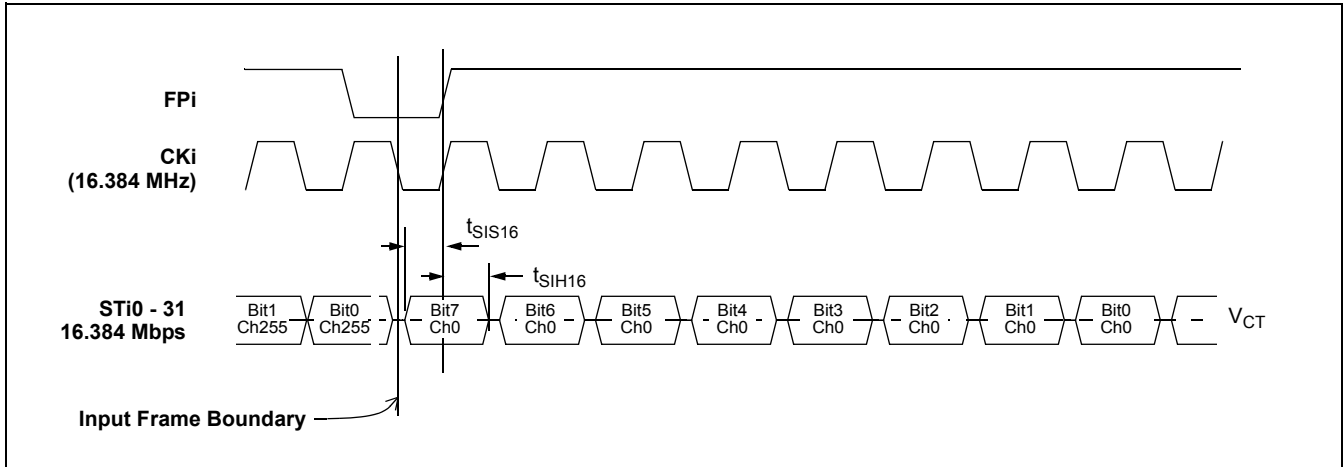 FPi
CKi
(16.384 MHz)
tSIS16
tSIH16
STi0 - 31
16.384 Mbps
Bit1 Ch255
Bit0 Ch255
Bit7 Ch0
Bit6 Ch0
Bit5 Ch0
Bit4 Ch0
Bit3 Ch0
Bit2 Ch0
Bit1 Ch0
Bit0 Ch0
VCT
Input Frame Boundary